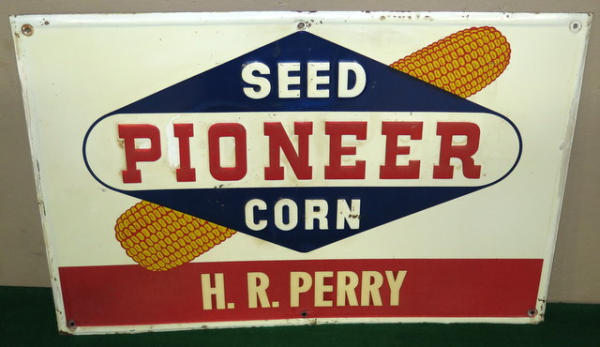 SEED
PIONEER
CORN
H. R. PERRY